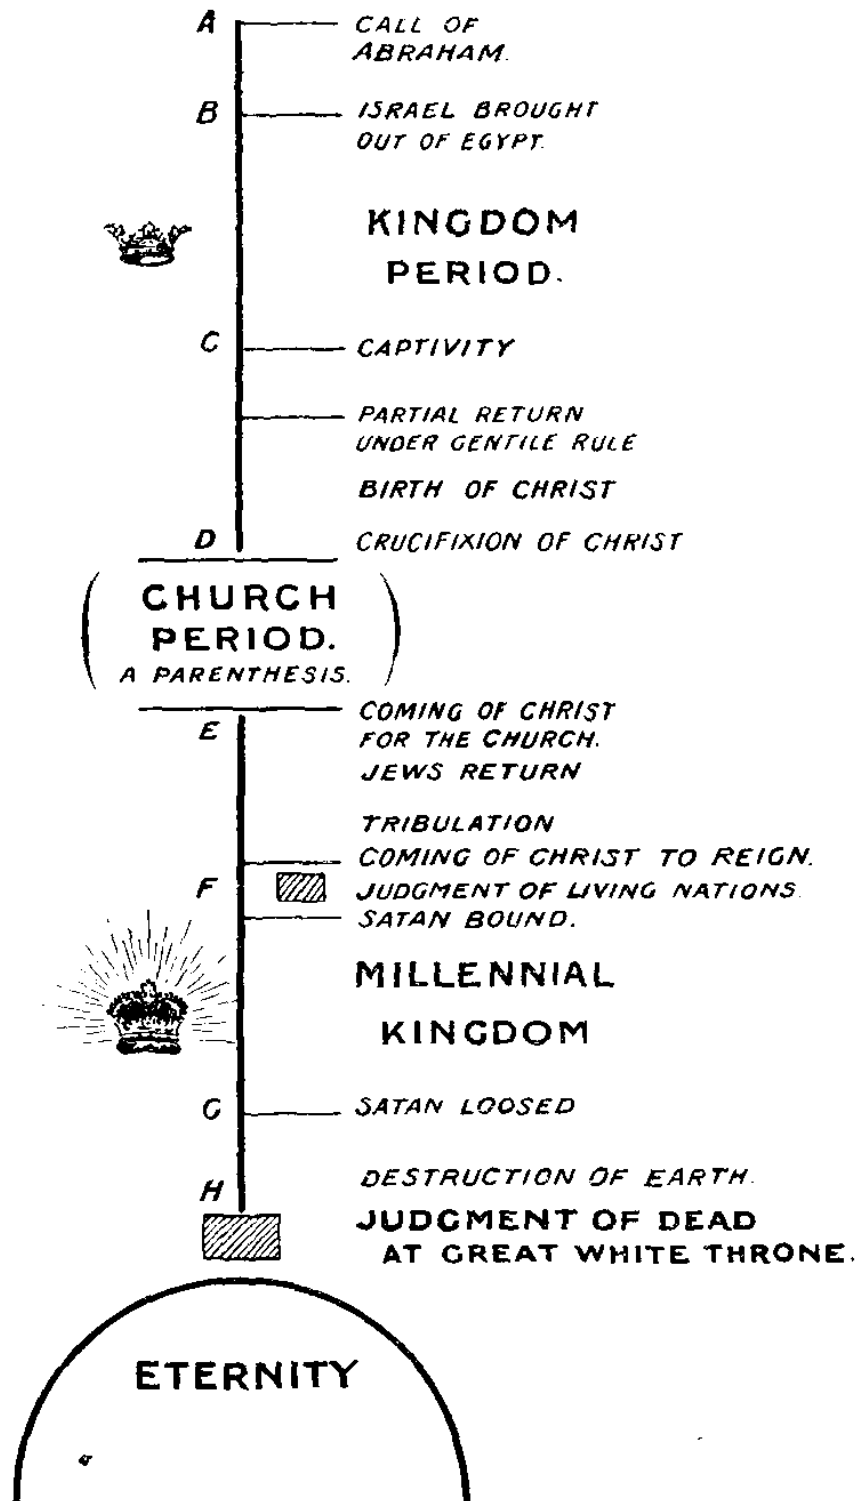 A CALL OF
ABRAHAM.
B ISRAEL BROUGHT
OUT OF EGYPT.
KINGDOM
PERIOD.
C CAPTIVITY
PARTIAL RETURN
UNDER GENTILE RULE
BIRTH OF CHRIST
D CRUCIFIXION OF CHRIST
(CHURCH
PERIOD.
A PARENTHESIS.)
COMING OF CHRIST
E FOR THE CHURCH.
JEWS RETURN
TRIBULATION
COMING OF CHRIST TO REIGN.
F JUDGMENT OF LIVING NATIONS.
SATAN BOUND.
MILLENNIAL
KINGDOM
G SATAN LOOSED
DESTRUCTION OF EARTH.
H JUDGMENT OF DEAD
AT GREAT WHITE THRONE.
ETERNITY